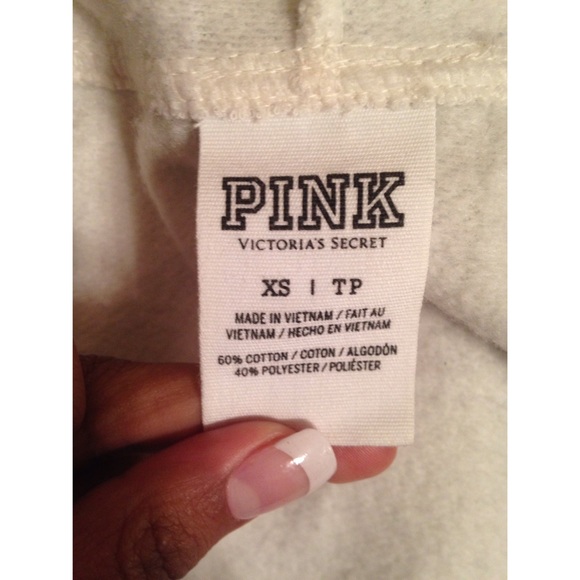 PINK
VICTORIA'S SECRET
XS | TP
MADE IN VIETNAM / FAIT AU
VIETNAM / HECHO EN VIETNAM
60% COTTON / COTON / ALGODÓN
40% POLYESTER / POLIÉSTER